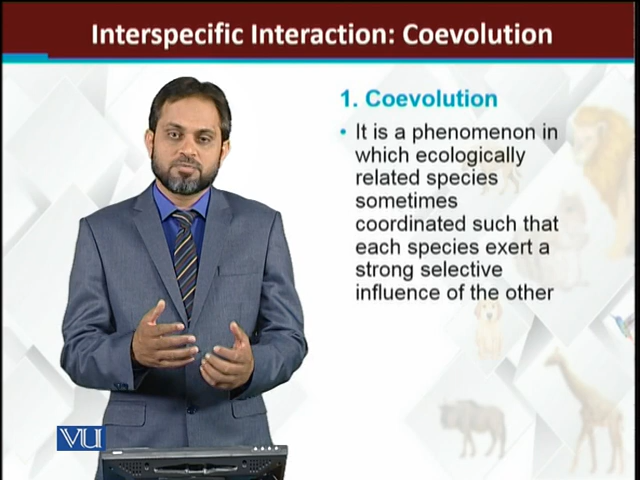 Interspecific Interaction: Coevolution
1. Coevolution
• It is a phenomenon in
which ecologically
related species
sometimes
coordinated such that
each species exert a
strong selective
influence of the other
VU